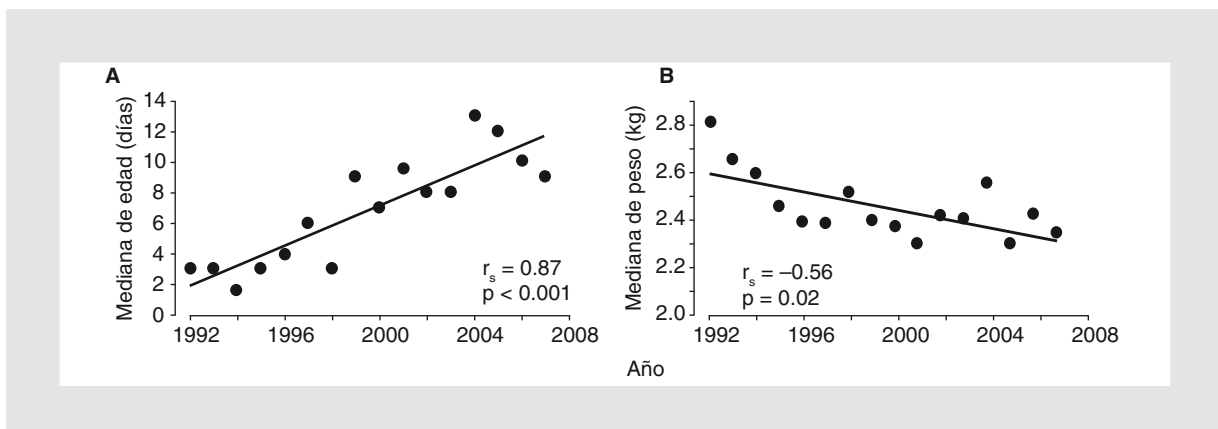 A
Mediana de edad (días)
14
12
10
8
6
4
2
0
1992 1996 2000 2004 2008
r_s = 0.87
p < 0.001
B
Mediana de peso (kg)
2.8
2.6
2.4
2.2
2.0
1992 1996 2000 2004 2008
r_s = –0.56
p = 0.02
Año